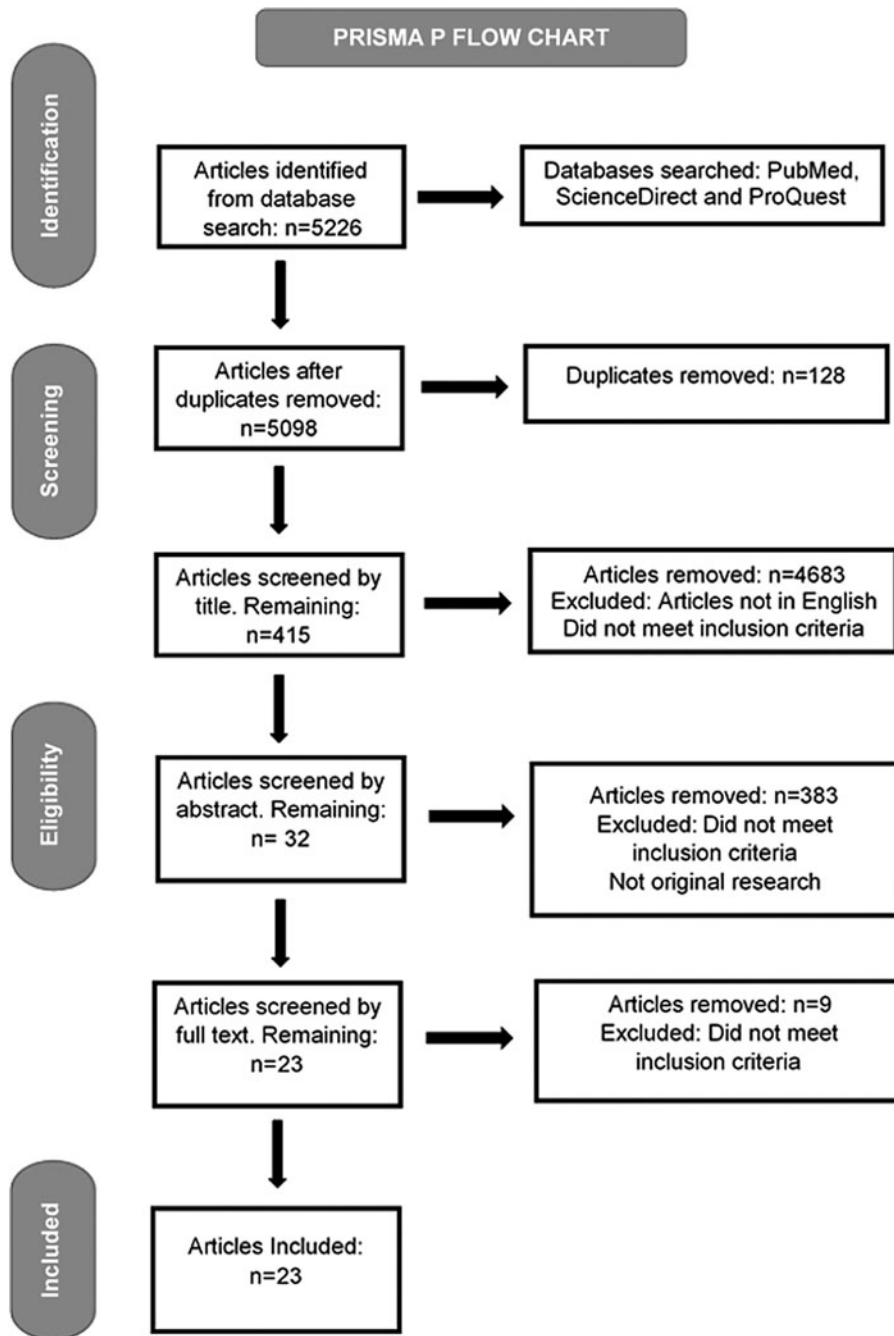 PRISMA P FLOW CHART
Identification
Articles identified
from database
search: n=5226
Databases searched: PubMed,
ScienceDirect and ProQuest
Screening
Articles after
duplicates removed:
n=5098
Duplicates removed: n=128
Articles screened by
title. Remaining:
n=415
Articles removed: n=4683
Excluded: Articles not in English
Did not meet inclusion criteria
Eligibility
Articles screened by
abstract. Remaining:
n= 32
Articles removed: n=383
Excluded: Did not meet
inclusion criteria
Not original research
Articles screened by
full text. Remaining:
n=23
Articles removed: n=9
Excluded: Did not meet
inclusion criteria
Included
Articles Included:
n=23